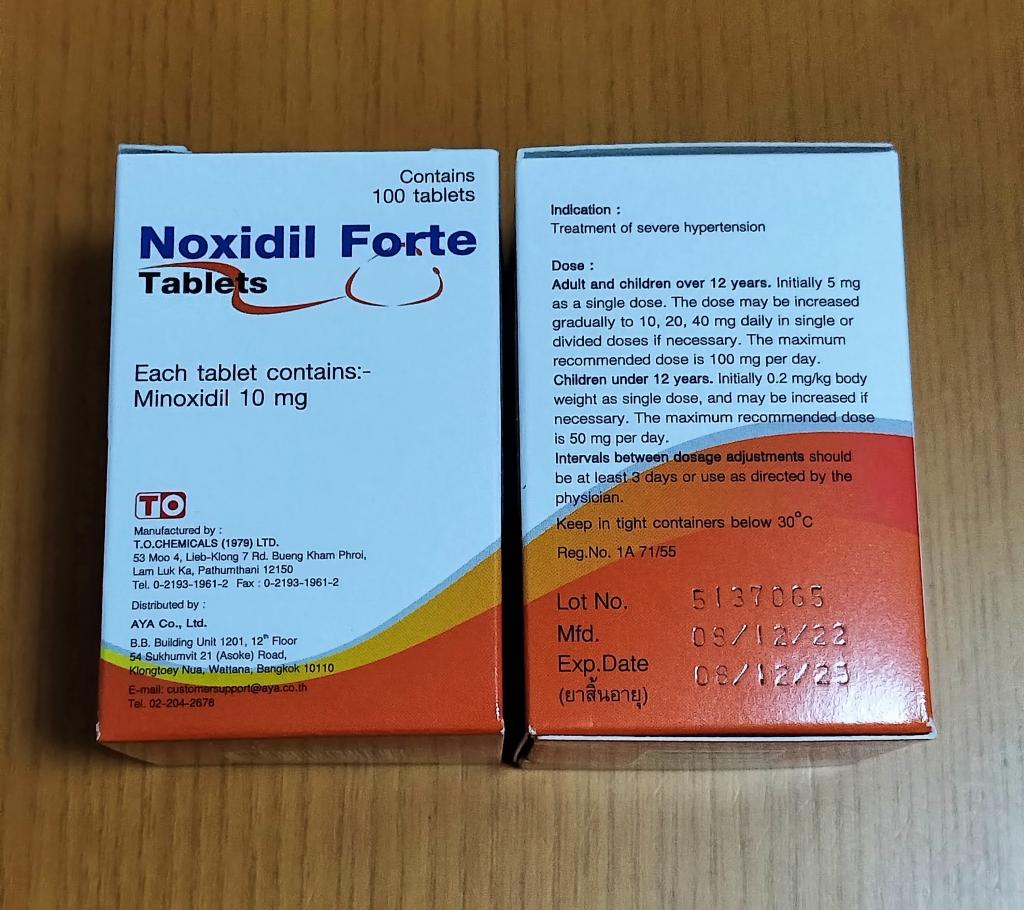 Contains
100 tablets
Noxidil Forte
Tablets
Each tablet contains:-
Minoxidil 10 mg
TO
Manufactured by :
T.O.CHEMICALS (1979) LTD.
53 Moo 4, Lieb-Klong 7 Rd. Bueng Kham Phroi,
Lam Luk Ka, Pathumthani 12150
Tel. 0-2193-1961-2 Fax : 0-2193-1961-2
Distributed by :
AYA Co., Ltd.
B.B. Building Unit 1201, 12th Floor
54 Sukhumvit 21 (Asoke) Road,
Klongtoey Nua, Wattana, Bangkok 10110
E-mail: customersupport@aya.co.th
Tel. 02-204-2678
Indication :
Treatment of severe hypertension
Dose :
Adult and children over 12 years. Initially 5 mg
as a single dose. The dose may be increased
gradually to 10, 20, 40 mg daily in single or
divided doses if necessary. The maximum
recommended dose is 100 mg per day.
Children under 12 years. Initially 0.2 mg/kg body
weight as single dose, and may be increased if
necessary. The maximum recommended dose
is 50 mg per day.
Intervals between dosage adjustments should
be at least 3 days or use as directed by the
physician.
Keep in tight containers below 30°C
Reg.No. 1A 71/55
Lot No. 5137065
Mfd. 09/12/22
Exp.Date 08/12/25
(ยาสิ้นอายุ)